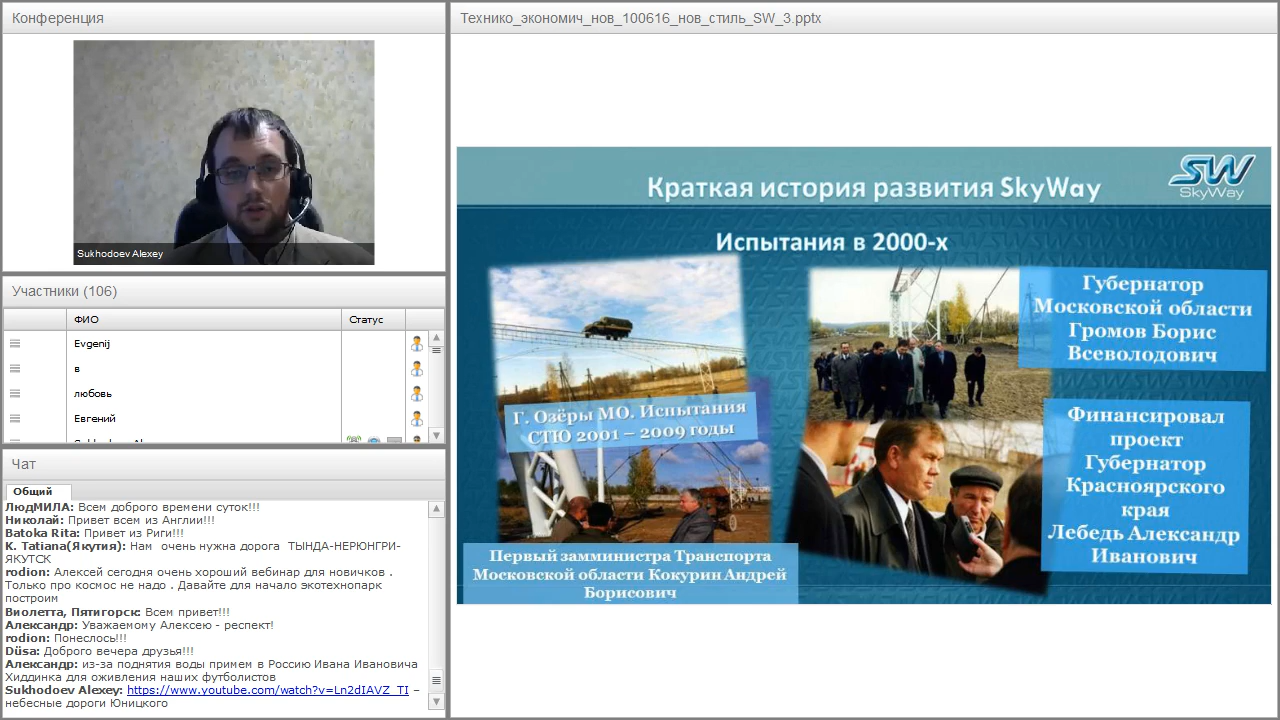 Конференция
Sukhodoev Alexey
Участники (106)
ФИО
Статус
Evgenij
в
любовь
Евгений
Чат
Общий
ЛюдМИЛА: Всем доброго времени суток!!!
Николай: Привет всем из Англии!!!
Batoka Rita: Привет из Риги!!!
K. Tatiana(Якутия): Нам очень нужна дорога ТЫНДА-НЕРЮНГРИ-
ЯКУТСК
rodion: Алексей сегодня очень хороший вебинар для новичков .
Только про космос не надо . Давайте для начало экотехнопарк
построим
Виолетта, Пятигорск: Всем привет!!!
Александр: Уважаемому Алексею - респект!
rodion: Понеслось!!!
Düsa: Доброго вечера друзья!!!
Александр: из-за поднятия воды примем в Россию Ивана Ивановича
Хиддинка для оживления наших футболистов
Sukhodoev Alexey: https://www.youtube.com/watch?v=Ln2dIAVZ_TI –
небесные дороги Юницкого
Технико_экономич_нов_100616_нов_стиль_SW_3.pptx
Краткая история развития SkyWay
SW
SkyWay
Испытания в 2000-х
Г. Озёры МО. Испытания
СТЮ 2001 – 2009 годы
Первый замминистра Транспорта
Московской области Кокурин Андрей
Борисович
Губернатор
Московской области
Громов Борис
Всеволодович
Финансировал
проект
Губернатор
Красноярского
края
Лебедь Александр
Иванович